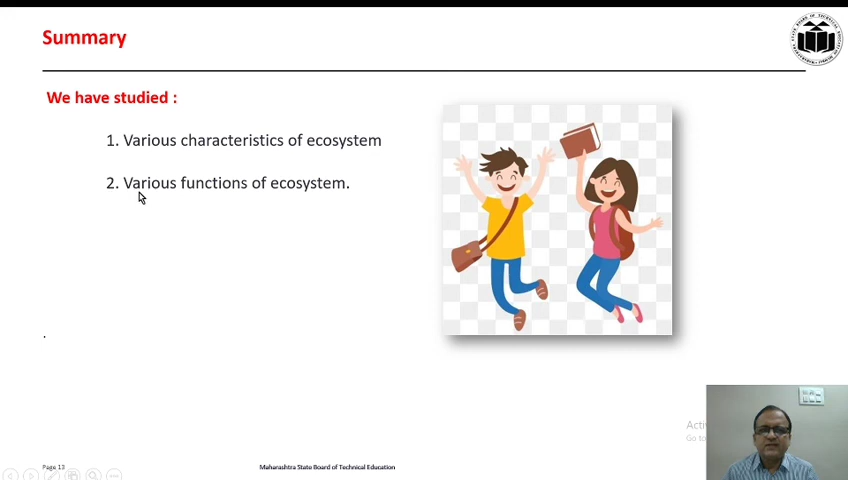 Summary
We have studied :
1. Various characteristics of ecosystem
2. Various functions of ecosystem.
.
Page 13
Maharashtra State Board of Technical Education